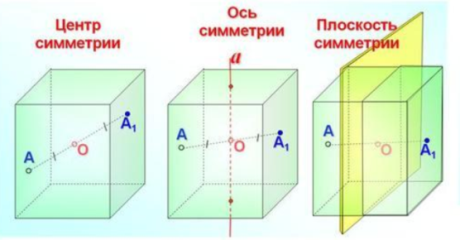 Центр
симметрии
Ось
симметрии
Плоскость
симметрии
a
A
O
A₁
A
O
A₁
A
O
A₁